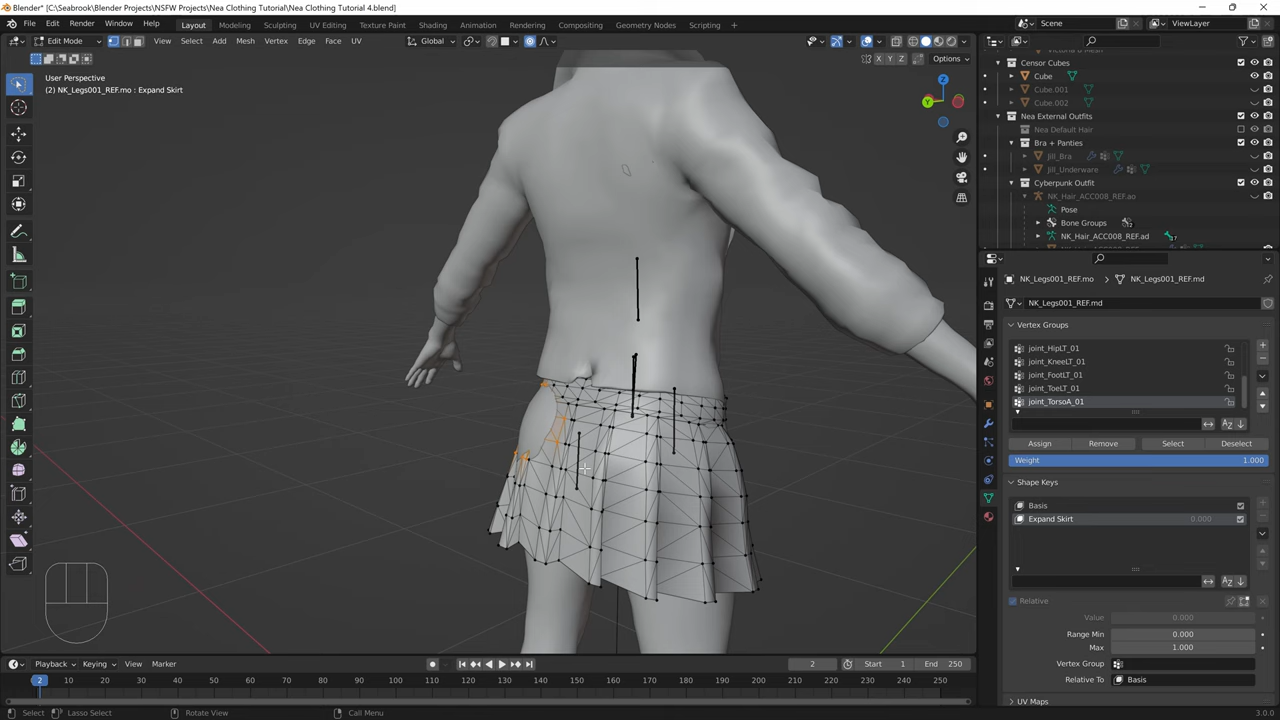 Blender* [C:\Seabrook\Blender Projects\NSFW Projects\Nea Clothing Tutorial\Nea Clothing Tutorial 4.blend]
File Edit Render Window Help Layout Modeling Sculpting UV Editing Texture Paint Shading Animation Rendering Compositing Geometry Nodes Scripting Scene ViewLayer
Edit Mode View Select Add Mesh Vertex Edge Face UV Global
X Y Z Options
User Perspective
(2) NK_Legs001_REF.mo : Expand Skirt
Z
Y
Censor Cubes
Cube
Cube.001
Cube.002
Nea External Outfits
Nea Default Hair
Bra + Panties
Jill_Bra
Jill_Underware
Cyberpunk Outfit
NK_Hair_ACC008_REF.ao
Pose
Bone Groups
NK_Hair_ACC008_REF.ad
NK_Legs001_REF.mo > NK_Legs001_REF.md
NK_Legs001_REF.md
Vertex Groups
joint_HipLT_01
joint_KneeLT_01
joint_FootLT_01
joint_ToeLT_01
joint_TorsoA_01
Assign Remove Select Deselect
Weight 1.000
Shape Keys
Basis
Expand Skirt 0.000
Relative
Value 0.000
Range Min 0.000
Max 1.000
Vertex Group
Relative To Basis
UV Maps
Playback Keying View Marker 2 Start 1 End 250
2 10 20 30 40 50 60 70 80 90 100 110 120 130 140 150 160 170 180 190 200 210 220 230 240 250
Select Lasso Select Rotate View Call Menu 3.0.0